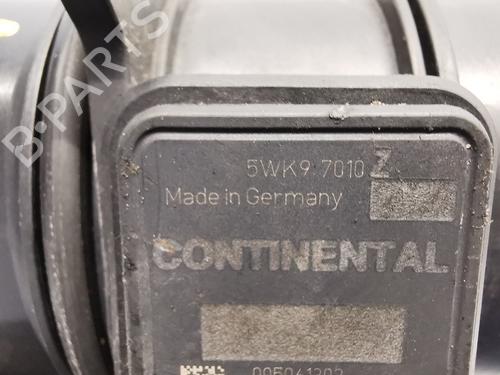 B-PARTS
5WK9 7010 Z
Made in Germany
CONTINENTAL